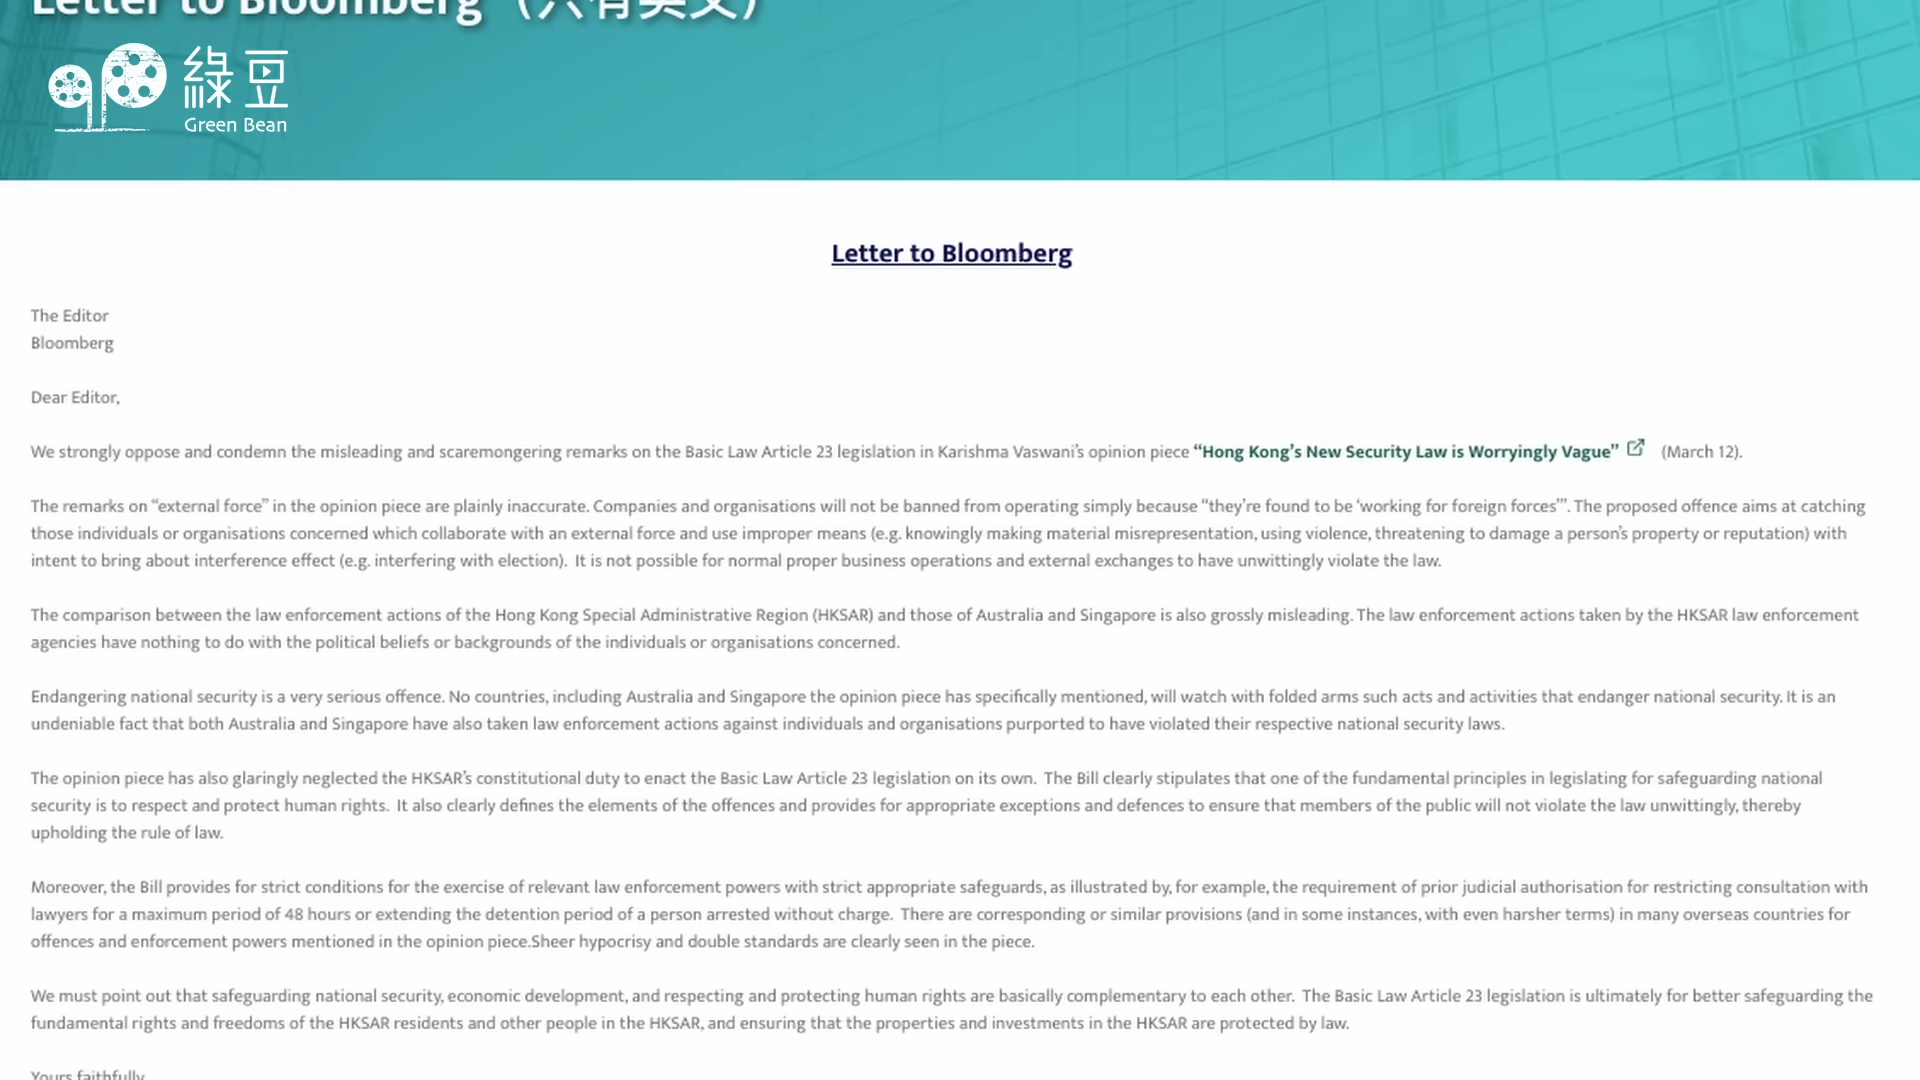 Letter to Bloomberg（只有英文）
綠豆
Green Bean
Letter to Bloomberg
The Editor
Bloomberg
Dear Editor,
We strongly oppose and condemn the misleading and scaremongering remarks on the Basic Law Article 23 legislation in Karishma Vaswani’s opinion piece “Hong Kong’s New Security Law is Worryingly Vague” (March 12).
The remarks on “external force” in the opinion piece are plainly inaccurate. Companies and organisations will not be banned from operating simply because “they’re found to be ‘working for foreign forces’”. The proposed offence aims at catching
those individuals or organisations concerned which collaborate with an external force and use improper means (e.g. knowingly making material misrepresentation, using violence, threatening to damage a person’s property or reputation) with
intent to bring about interference effect (e.g. interfering with election).  It is not possible for normal proper business operations and external exchanges to have unwittingly violate the law.
The comparison between the law enforcement actions of the Hong Kong Special Administrative Region (HKSAR) and those of Australia and Singapore is also grossly misleading. The law enforcement actions taken by the HKSAR law enforcement
agencies have nothing to do with the political beliefs or backgrounds of the individuals or organisations concerned.
Endangering national security is a very serious offence. No countries, including Australia and Singapore the opinion piece has specifically mentioned, will watch with folded arms such acts and activities that endanger national security. It is an
undeniable fact that both Australia and Singapore have also taken law enforcement actions against individuals and organisations purported to have violated their respective national security laws.
The opinion piece has also glaringly neglected the HKSAR’s constitutional duty to enact the Basic Law Article 23 legislation on its own.  The Bill clearly stipulates that one of the fundamental principles in legislating for safeguarding national
security is to respect and protect human rights.  It also clearly defines the elements of the offences and provides for appropriate exceptions and defences to ensure that members of the public will not violate the law unwittingly, thereby
upholding the rule of law.
Moreover, the Bill provides for strict conditions for the exercise of relevant law enforcement powers with strict appropriate safeguards, as illustrated by, for example, the requirement of prior judicial authorisation for restricting consultation with
lawyers for a maximum period of 48 hours or extending the detention period of a person arrested without charge.  There are corresponding or similar provisions (and in some instances, with even harsher terms) in many overseas countries for
offences and enforcement powers mentioned in the opinion piece.Sheer hypocrisy and double standards are clearly seen in the piece.
We must point out that safeguarding national security, economic development, and respecting and protecting human rights are basically complementary to each other.  The Basic Law Article 23 legislation is ultimately for better safeguarding the
fundamental rights and freedoms of the HKSAR residents and other people in the HKSAR, and ensuring that the properties and investments in the HKSAR are protected by law.
Yours faithfully